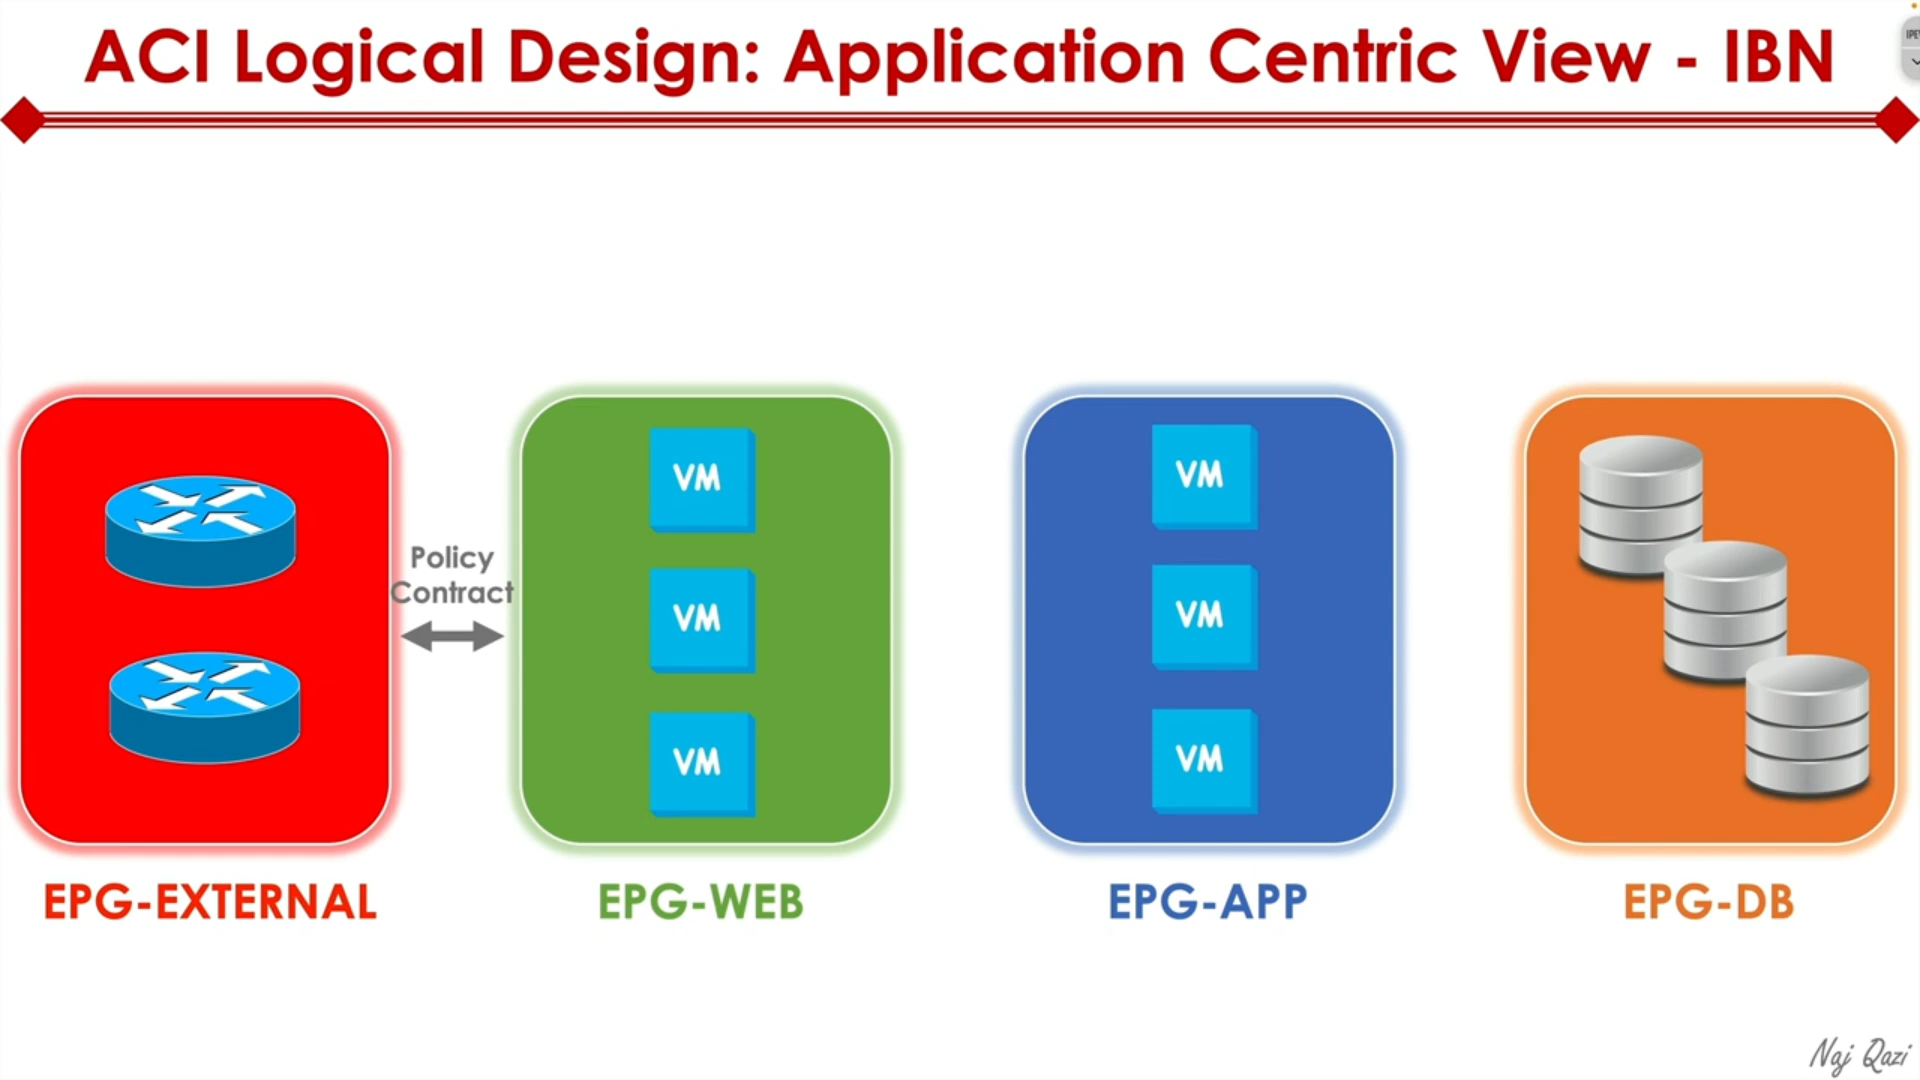 ACI Logical Design: Application Centric View - IBN
Policy
Contract
VM
VM
VM
VM
VM
VM
EPG-EXTERNAL
EPG-WEB
EPG-APP
EPG-DB
Naj Qazi